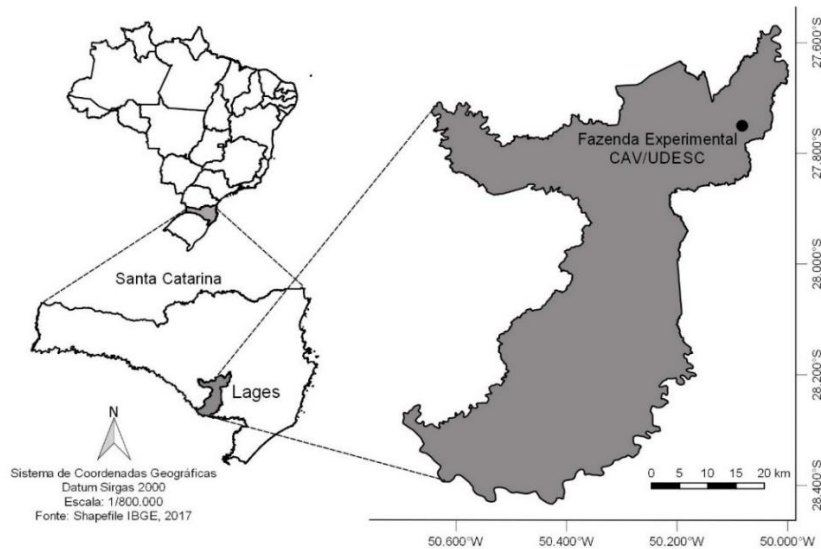 Santa Catarina
Lages
N
Sistema de Coordenadas Geográficas
Datum Sirgas 2000
Escala: 1/800.000
Fonte: Shapefile IBGE, 2017
Fazenda Experimental
CAV/UDESC
0 5 10 15 20 km
27.600°S
27.800°S
28.000°S
28.200°S
28.400°S
50.600°W 50.400°W 50.200°W 50.000°W